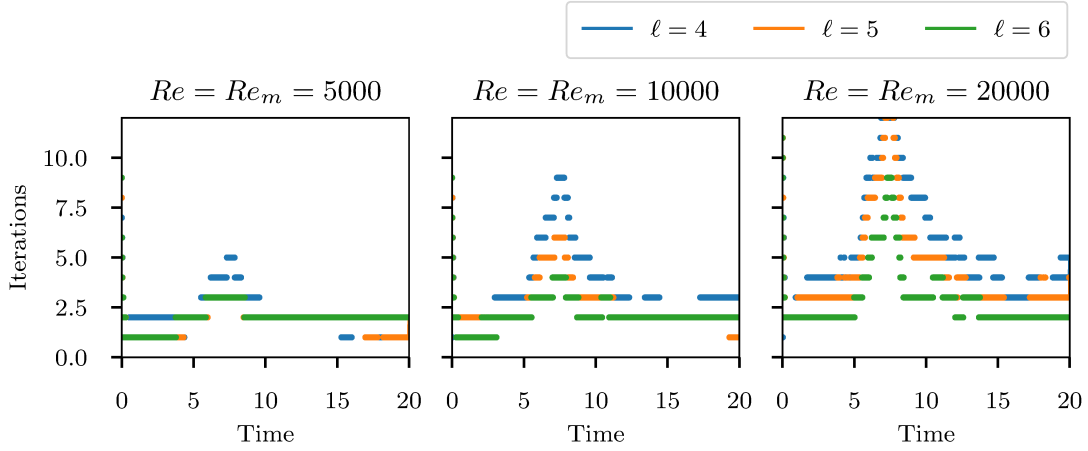 ℓ = 4 ℓ = 5 ℓ = 6
Re = Re_m = 5000 Re = Re_m = 10000 Re = Re_m = 20000
Iterations
10.0
7.5
5.0
2.5
0.0
0 5 10 15 20 0 5 10 15 20 0 5 10 15 20
Time Time Time